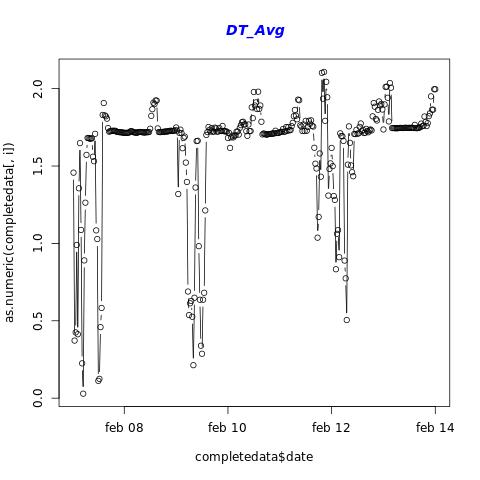 DT_Avg
as.numeric(completedata[, i])
2.0
1.5
1.0
0.5
0.0
feb 08 feb 10 feb 12 feb 14
completedata$date